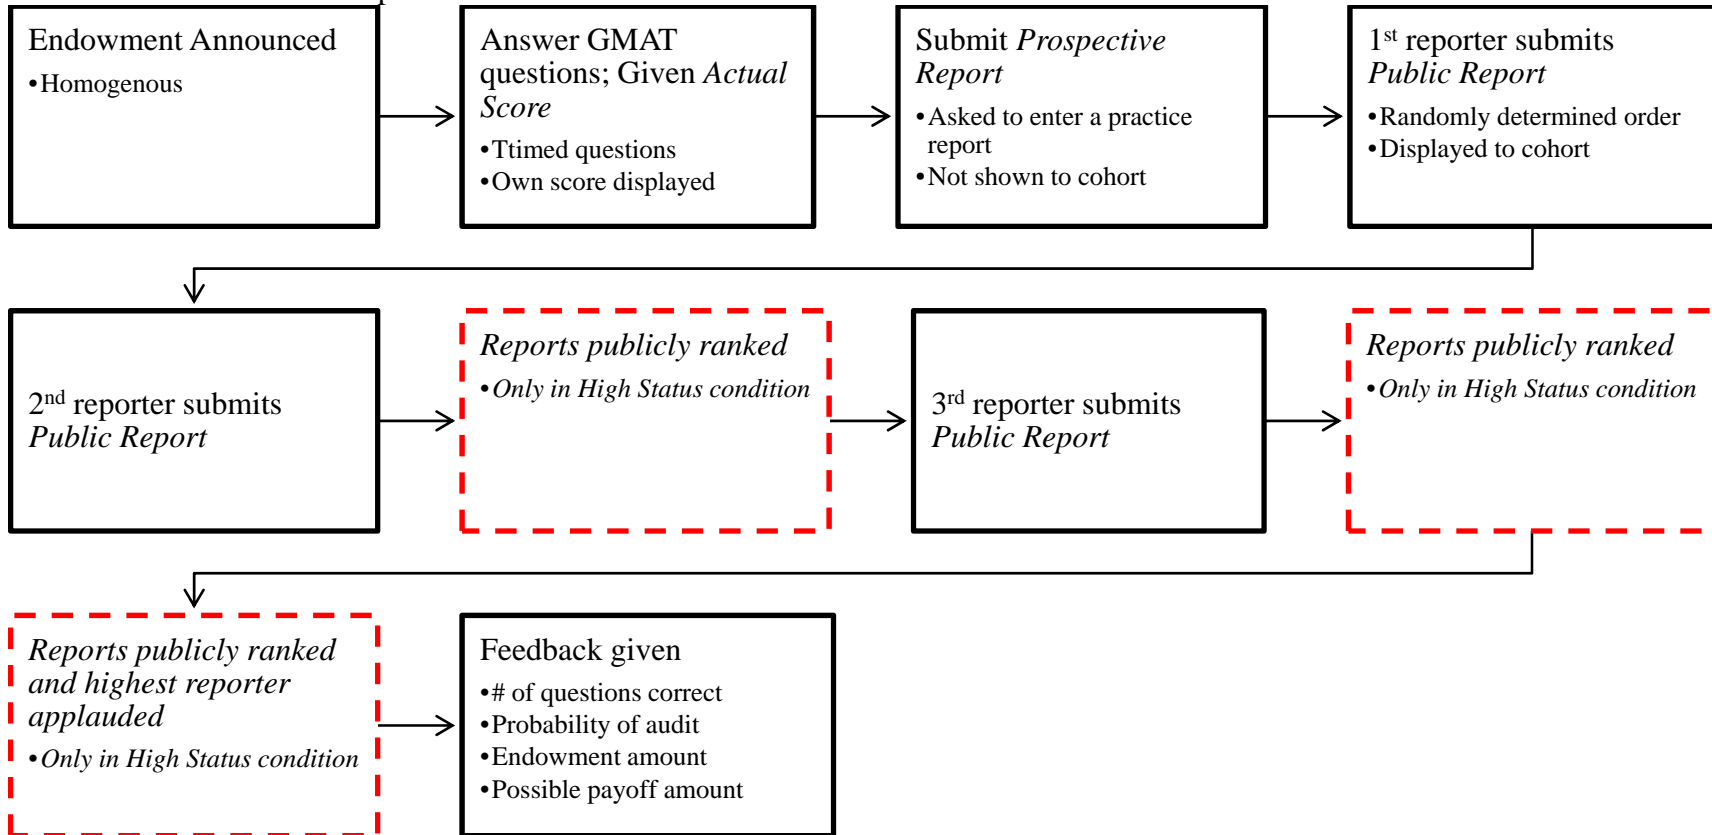 Endowment Announced
•Homogenous
Answer GMAT
questions; Given Actual
Score
•Ttimed questions
•Own score displayed
Submit Prospective
Report
•Asked to enter a practice
report
•Not shown to cohort
1st reporter submits
Public Report
•Randomly determined order
•Displayed to cohort
2nd reporter submits
Public Report
Reports publicly ranked
•Only in High Status condition
3rd reporter submits
Public Report
Reports publicly ranked
•Only in High Status condition
Reports publicly ranked
and highest reporter
applauded
•Only in High Status condition
Feedback given
•# of questions correct
•Probability of audit
•Endowment amount
•Possible payoff amount